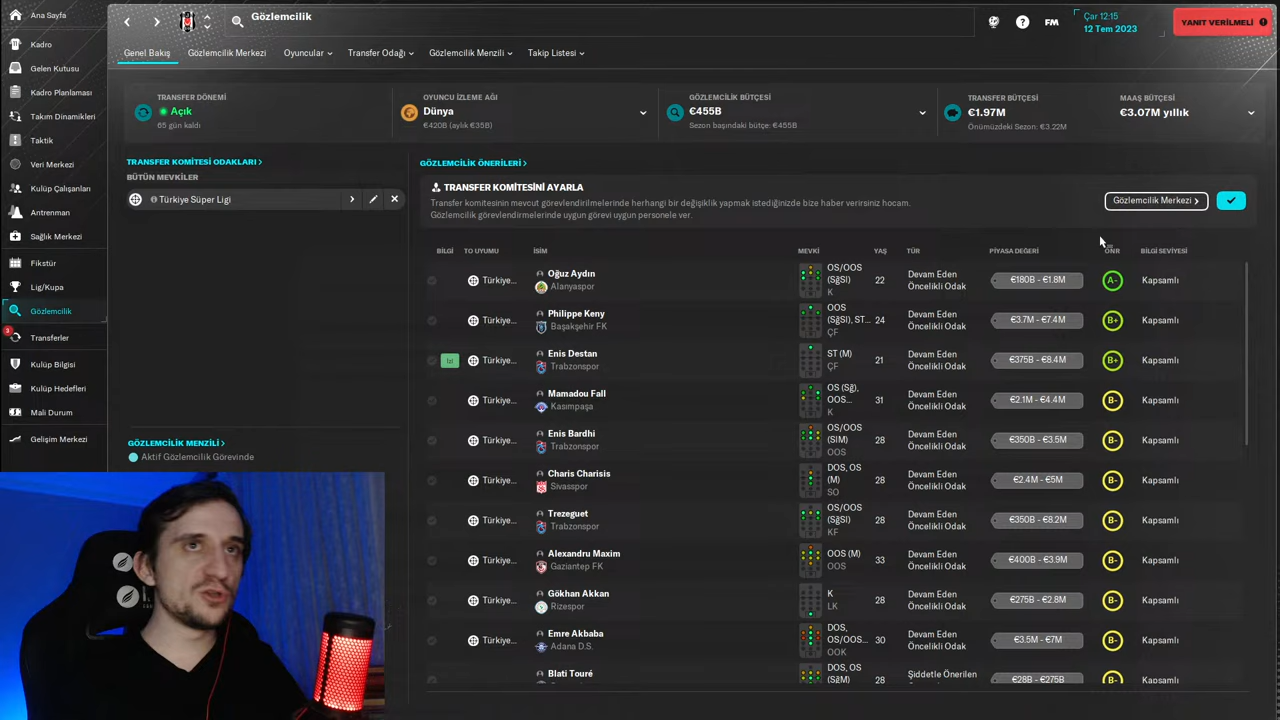 Ana Sayfa
Kadro
Gelen Kutusu
Kadro Planlaması
Takım Dinamikleri
Taktik
Veri Merkezi
Kulüp Çalışanları
Antrenman
Sağlık Merkezi
Fikstür
Lig/Kupa
Gözlemcilik
3
Transferler
Kulüp Bilgisi
Kulüp Hedefleri
Mali Durum
Gelişim Merkezi
Gözlemcilik
FM
Çar 12:15
12 Tem 2023
YANIT VERİLMELİ
Genel Bakış
Gözlemcilik Merkezi
Oyuncular
Transfer Odağı
Gözlemcilik Menzili
Takip Listesi
TRANSFER DÖNEMİ
Açık
65 gün kaldı
OYUNCU İZLEME AĞI
Dünya
€420B (aylık €35B)
GÖZLEMCİLİK BÜTÇESİ
€455B
Sezon başındaki bütçe: €455B
TRANSFER BÜTÇESİ
€1.97M
Önümüzdeki Sezon: €3.22M
MAAŞ BÜTÇESİ
€3.07M yıllık
TRANSFER KOMİTESİ ODAKLARI
BÜTÜN MEVKİLER
Türkiye Süper Ligi
GÖZLEMCİLİK MENZİLİ
Aktif Gözlemcilik Görevinde
GÖZLEMCİLİK ÖNERİLERİ
TRANSFER KOMİTESİNİ AYARLA
Transfer komitesinin mevcut görevlendirilmelerinde herhangi bir değişiklik yapmak istediğinizde bize haber verirsiniz hocam.
Gözlemcilik görevlendirmelerinde uygun görevi uygun personele ver.
Gözlemcilik Merkezi
BİLGİ TO UYUMU İSİM MEVKİ YAŞ TÜR PİYASA DEĞERİ ÖNR BİLGİ SEVİYESİ
Türkiye... Oğuz Aydın Alanyaspor OS/OOS (SğSl) K 22 Devam Eden Öncelikli Odak €180B - €1.8M A- Kapsamlı
Türkiye... Philippe Keny Başakşehir FK OOS (SğSl), ST... ÇF 24 Devam Eden Öncelikli Odak €3.7M - €7.4M B+ Kapsamlı
Türkiye... Enis Destan Trabzonspor ST (M) ÇF 21 Devam Eden Öncelikli Odak €375B - €8.4M B+ Kapsamlı
Türkiye... Mamadou Fall Kasımpaşa OS (Sğ), OOS... K 31 Devam Eden Öncelikli Odak €2.1M - €4.4M B- Kapsamlı
Türkiye... Enis Bardhi Trabzonspor OS/OOS (SlM) OOS 28 Devam Eden Öncelikli Odak €350B - €3.5M B- Kapsamlı
Türkiye... Charis Charisis Sivasspor DOS, OS (M) SO 28 Devam Eden Öncelikli Odak €2.4M - €5M B- Kapsamlı
Türkiye... Trezeguet Trabzonspor OS/OOS (SğSl) KF 28 Devam Eden Öncelikli Odak €350B - €8.2M B- Kapsamlı
Türkiye... Alexandru Maxim Gaziantep FK OOS (M) OOS 33 Devam Eden Öncelikli Odak €400B - €3.9M B- Kapsamlı
Türkiye... Gökhan Akkan Rizespor K LK 28 Devam Eden Öncelikli Odak €275B - €2.8M B- Kapsamlı
Türkiye... Emre Akbaba Adana D.S. DOS, OS/OOS... OOK 30 Devam Eden Öncelikli Odak €3.5M - €7M B- Kapsamlı
Türkiye... Blati Touré DOS, OS (SğM) 28 Şiddetle Önerilen €28B - €275B B- Kapsamlı